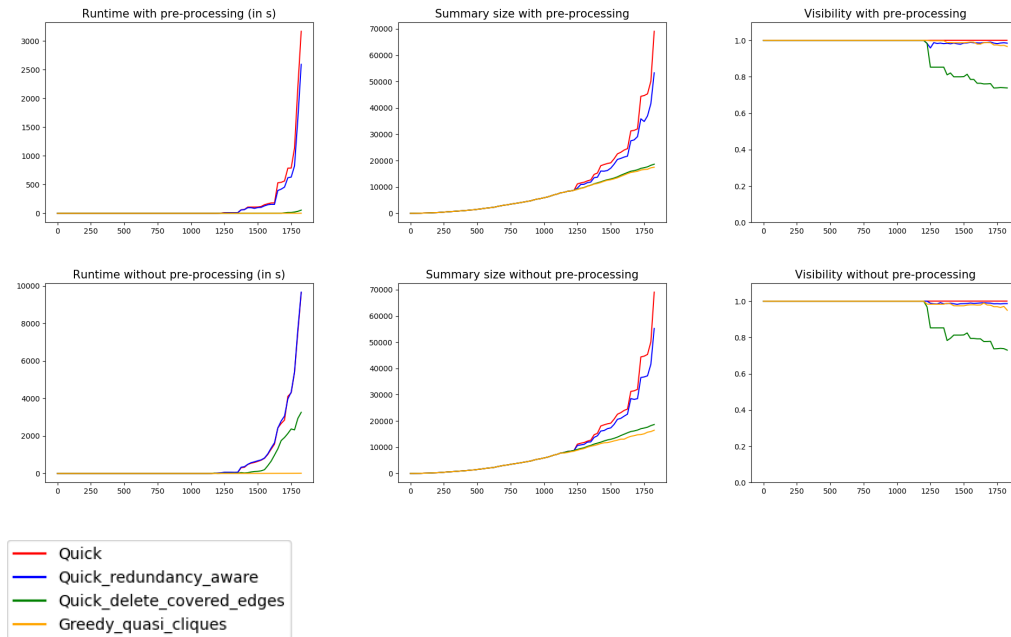 Runtime with pre-processing (in s)
3000
2500
2000
1500
1000
500
0
0 250 500 750 1000 1250 1500 1750
Summary size with pre-processing
70000
60000
50000
40000
30000
20000
10000
0
0 250 500 750 1000 1250 1500 1750
Visibility with pre-processing
1.0
0.8
0.6
0.4
0.2
0.0
0 250 500 750 1000 1250 1500 1750
Runtime without pre-processing (in s)
10000
8000
6000
4000
2000
0
0 250 500 750 1000 1250 1500 1750
Summary size without pre-processing
70000
60000
50000
40000
30000
20000
10000
0
0 250 500 750 1000 1250 1500 1750
Visibility without pre-processing
1.0
0.8
0.6
0.4
0.2
0.0
0 250 500 750 1000 1250 1500 1750
Quick
Quick_redundancy_aware
Quick_delete_covered_edges
Greedy_quasi_cliques